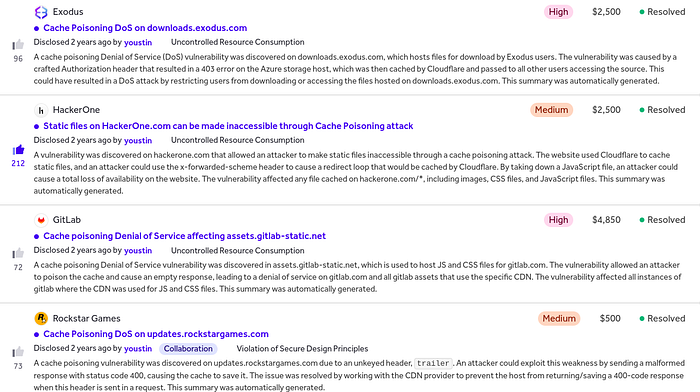 Exodus High $2,500 Resolved
Cache Poisoning DoS on downloads.exodus.com
Disclosed 2 years ago by youstin Uncontrolled Resource Consumption
96
A cache poisoning Denial of Service (DoS) vulnerability was discovered on downloads.exodus.com, which hosts files for download by Exodus users. The vulnerability was caused by a
crafted Authorization header that resulted in a 403 error on the Azure storage host, which was then cached by Cloudflare and passed to all other users accessing the source. This
could have resulted in a DoS attack by restricting users from downloading or accessing the files hosted on downloads.exodus.com. This summary was automatically generated.
h HackerOne Medium $2,500 Resolved
Static files on HackerOne.com can be made inaccessible through Cache Poisoning attack
Disclosed 2 years ago by youstin Uncontrolled Resource Consumption
212
A vulnerability was discovered on hackerone.com that allowed an attacker to make static files inaccessible through a cache poisoning attack. The website used Cloudflare to cache
static files, and an attacker could use the x-forwarded-scheme header to cause a redirect loop that would be cached by Cloudflare. By taking down a JavaScript file, an attacker could
cause a total loss of availability on the website. The vulnerability affected any file cached on hackerone.com/*, including images, CSS files, and JavaScript files. This summary was
automatically generated.
GitLab High $4,850 Resolved
Cache poisoning Denial of Service affecting assets.gitlab-static.net
Disclosed 2 years ago by youstin Uncontrolled Resource Consumption
72
A cache poisoning Denial of Service vulnerability was discovered in assets.gitlab-static.net, which is used to host JS and CSS files for gitlab.com. The vulnerability allowed an attacker
to poison the cache and cause an empty response, leading to a denial of service on gitlab.com and all gitlab assets that use the specific CDN. The vulnerability affected all instances of
gitlab where the CDN was used for JS and CSS files. This summary was automatically generated.
R Rockstar Games Medium $500 Resolved
Cache Poisoning DoS on updates.rockstargames.com
Disclosed 2 years ago by youstin Collaboration Violation of Secure Design Principles
73
A cache poisoning vulnerability was discovered on updates.rockstargames.com due to an unkeyed header, trailer. An attacker could exploit this weakness by sending a malformed
response with status code 400, causing the cache to save it. The issue was resolved by working with the CDN provider to prevent the host from returning/saving a 400-code response
when this header is sent in a request. This summary was automatically generated.